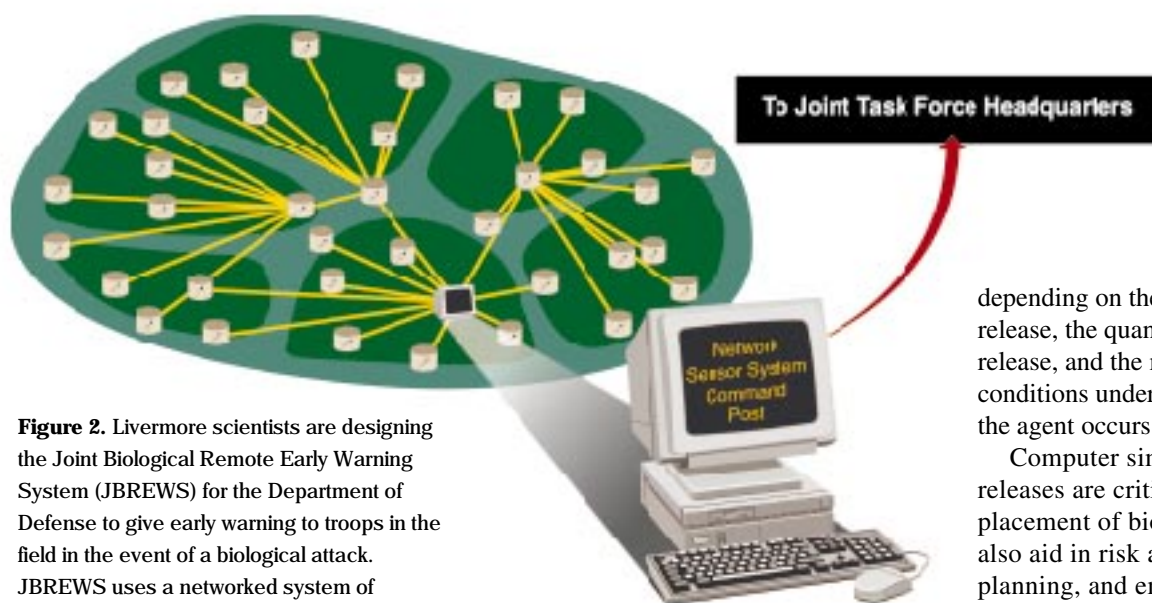 To Joint Task Force Headquarters
Network
Sensor System
Command
Post
Figure 2. Livermore scientists are designing
the Joint Biological Remote Early Warning
System (JBREWS) for the Department of
Defense to give early warning to troops in the
field in the event of a biological attack.
JBREWS uses a networked system of
depending on the
release, the quan
release, and the
conditions under
the agent occurs
Computer sin
releases are criti
placement of bio
also aid in risk a
planning, and en